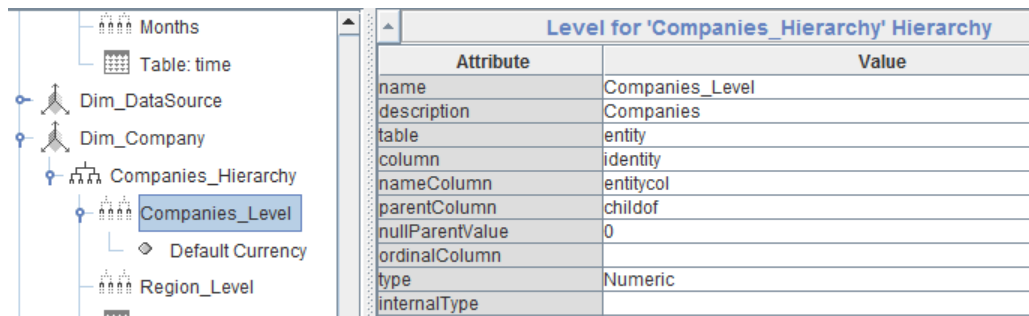 Months
Table: time
Dim_DataSource
Dim_Company
Companies_Hierarchy
Companies_Level
Default Currency
Region_Level
Level for 'Companies_Hierarchy' Hierarchy
Attribute Value
name Companies_Level
description Companies
table entity
column identity
nameColumn entitycol
parentColumn childof
nullParentValue 0
ordinalColumn
type Numeric
internalType